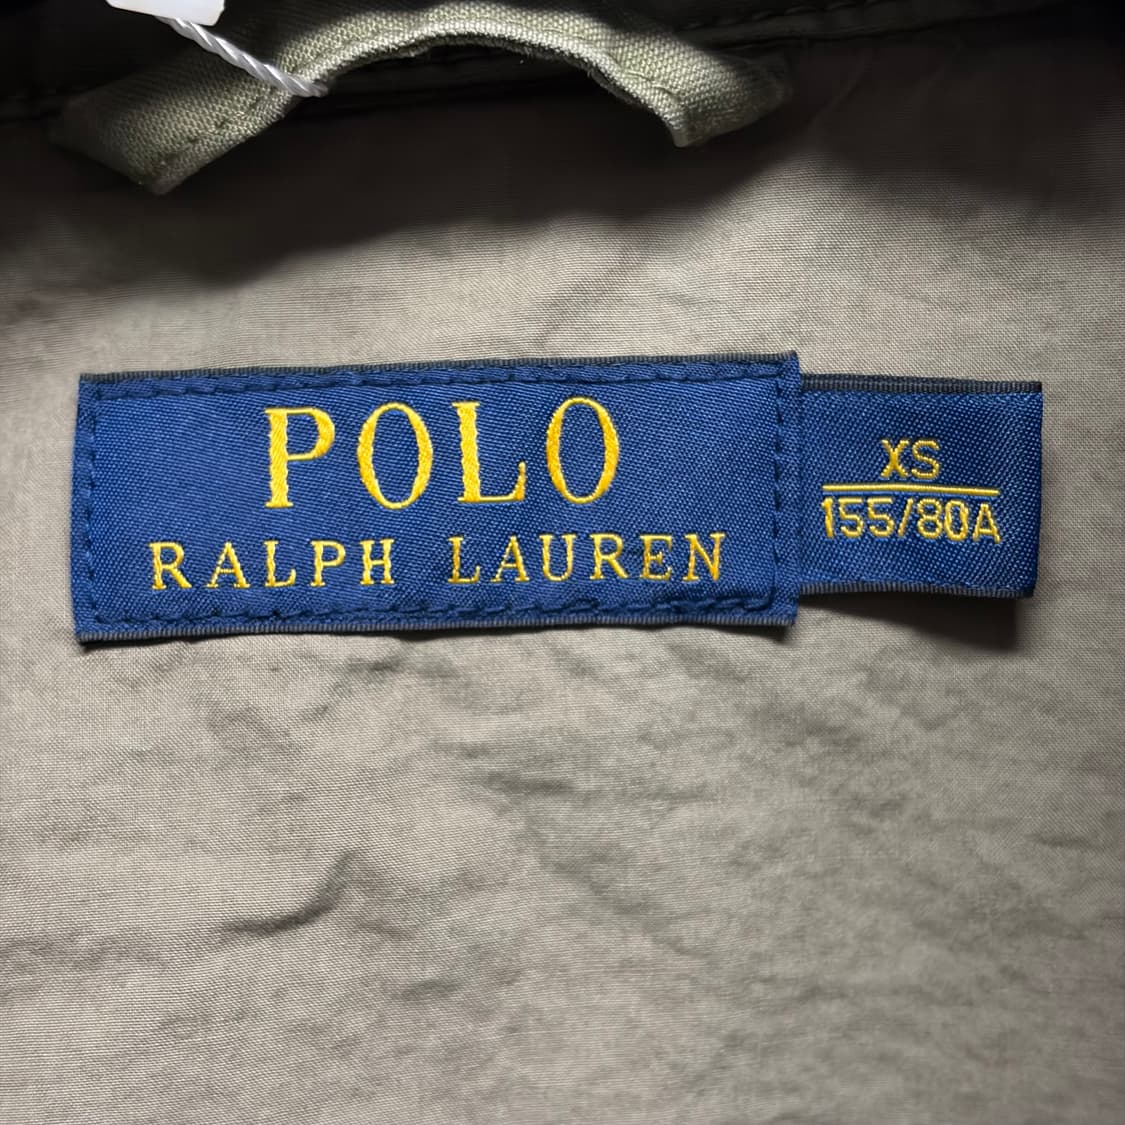 POLO
RALPH LAUREN
XS
155/80A